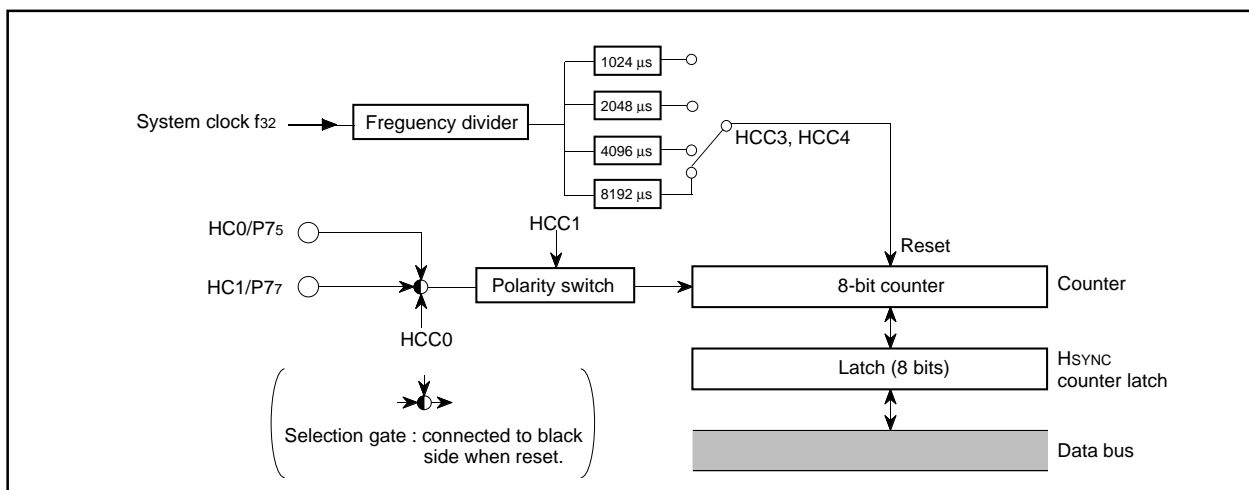 1024 µs
2048 µs
System clock f32
Freguency divider
HCC3, HCC4
4096 µs
8192 µs
HC0/P75
HCC1
Reset
HC1/P77
Polarity switch
8-bit counter
Counter
HCC0
Latch (8 bits)
HSYNC
counter latch
Selection gate : connected to black
side when reset.
Data bus